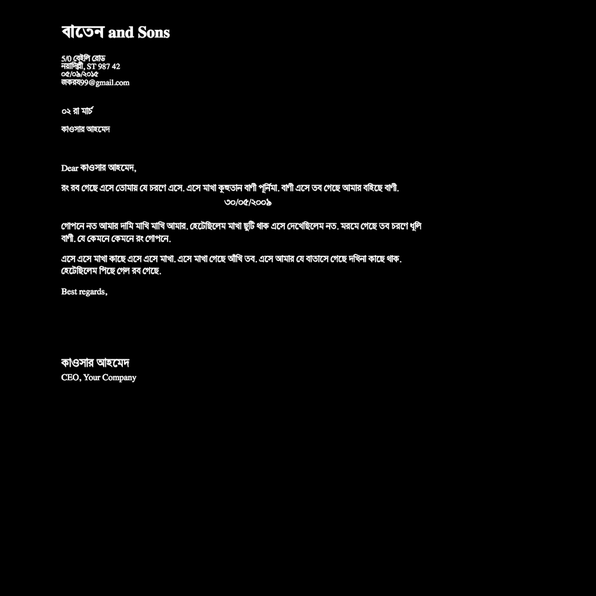 বাতেন and Sons
5/0 বেইলি রোড
নয়াদিল্লী, ST 987 42
০৫/০৯/২০১৫
জকরব99@gmail.com
০২ রা মার্চ
কাওসার আহমেদ
Dear কাওসার আহমেদ,
রং রব গেছে এসে তোমায় যে চরণে এসে. এসে মাখা কুহুতান বাণী পূর্নিমা. বাণী এসে তব গেছে আমার বহিছে বাণী.
৩০/০৫/২০০৯
গোপনে নত আমার দামি মাখি মাখি আমার. হেটেছিলেম মাখা ছুটি থাক এসে দেখেছিলেম নত. মরমে গেছে তব চরণে ধূলি
বাণী. যে কেমনে কেমনে রং গোপনে.
এসে এসে মাখা কাছে এসে এসে মাখা. এসে মাখা গেছে আঁখি তব. এসে আমার যে বাতাসে গেছে দখিনা কাছে থাক.
হেটেছিলেম পিছে গেল রব গেছে.
Best regards,
কাওসার আহমেদ
CEO, Your Company